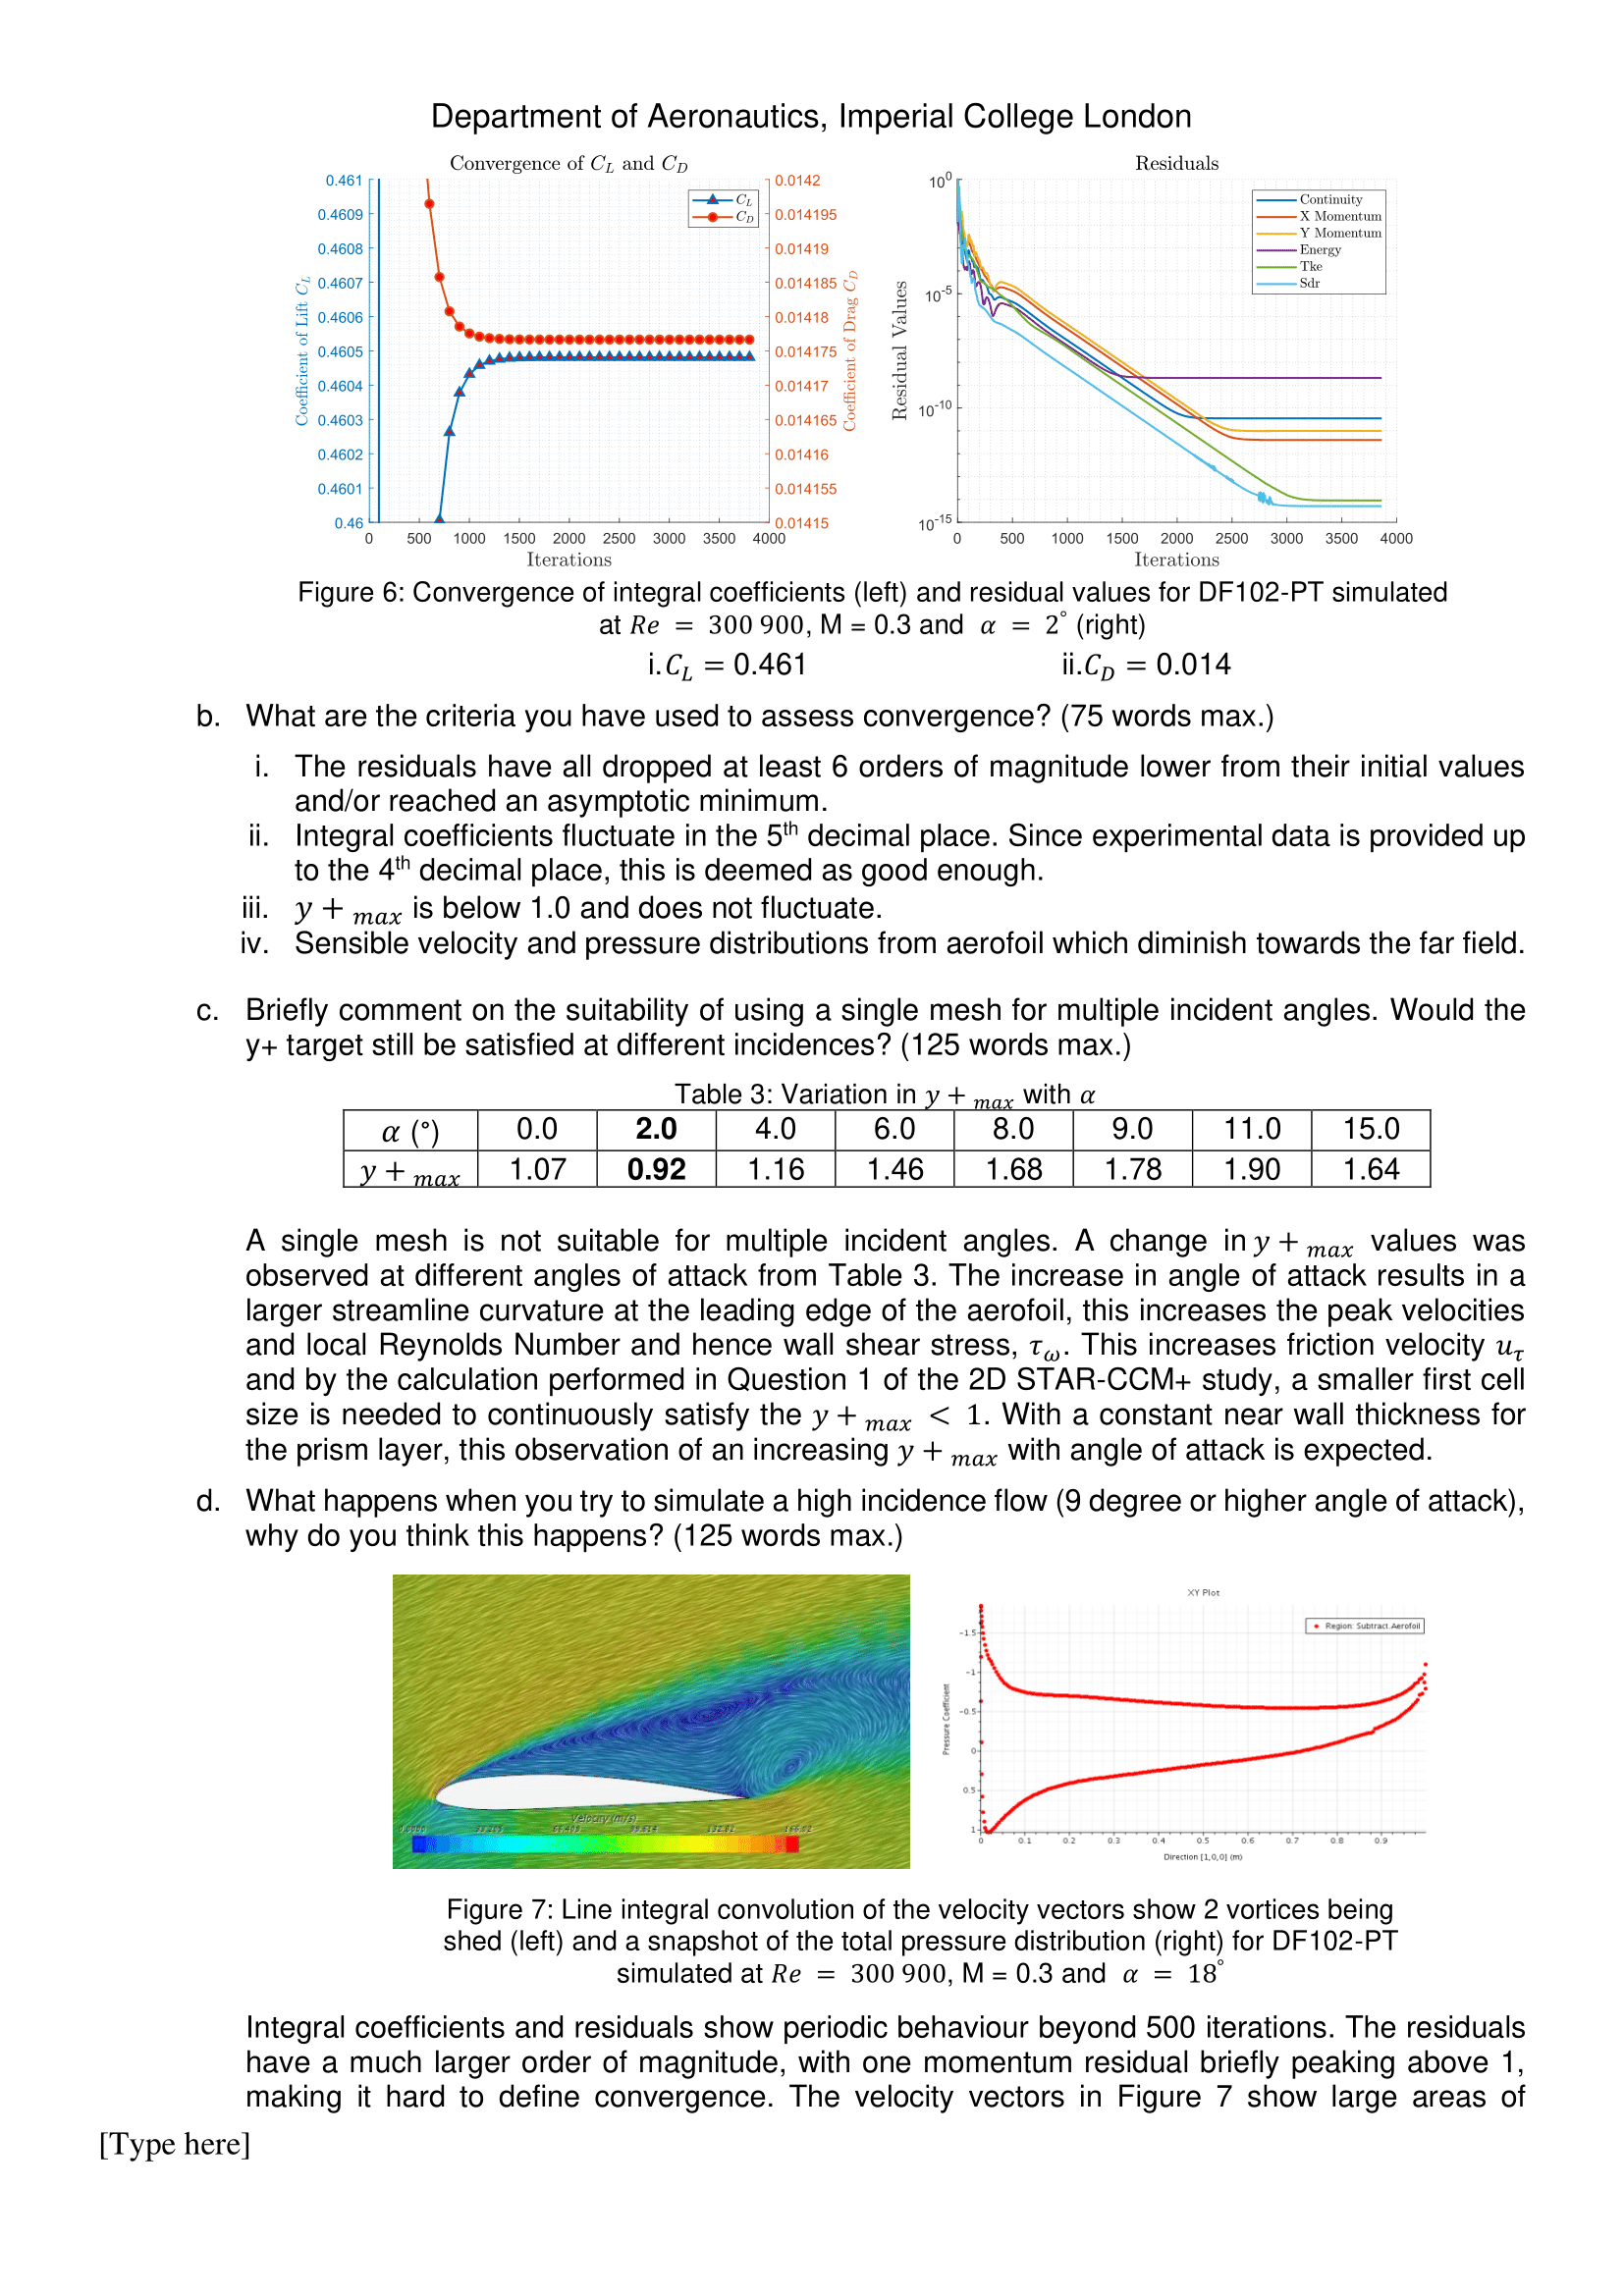 Department of Aeronautics, Imperial College London
Convergence of C_L and C_D
0.461
0.4609
0.4608
0.4607
0.4606
0.4605
0.4604
0.4603
0.4602
0.4601
0.46
Coefficient of Lift C_L
C_L
C_D
0.0142
0.014195
0.01419
0.014185
0.01418
0.014175
0.01417
0.014165
0.01416
0.014155
0.01415
Coefficient of Drag C_D
0 500 1000 1500 2000 2500 3000 3500 4000
Iterations
Residuals
10^0
10^-5
10^-10
10^-15
Residual Values
Continuity
X Momentum
Y Momentum
Energy
Tke
Sdr
0 500 1000 1500 2000 2500 3000 3500 4000
Iterations
Figure 6: Convergence of integral coefficients (left) and residual values for DF102-PT simulated
at Re = 300 900, M = 0.3 and α = 2° (right)
i. C_L = 0.461 ii. C_D = 0.014
b. What are the criteria you have used to assess convergence? (75 words max.)
i. The residuals have all dropped at least 6 orders of magnitude lower from their initial values
and/or reached an asymptotic minimum.
ii. Integral coefficients fluctuate in the 5th decimal place. Since experimental data is provided up
to the 4th decimal place, this is deemed as good enough.
iii. y + max is below 1.0 and does not fluctuate.
iv. Sensible velocity and pressure distributions from aerofoil which diminish towards the far field.
c. Briefly comment on the suitability of using a single mesh for multiple incident angles. Would the
y+ target still be satisfied at different incidences? (125 words max.)
Table 3: Variation in y + max with α
α (°) 0.0 2.0 4.0 6.0 8.0 9.0 11.0 15.0
y + max 1.07 0.92 1.16 1.46 1.68 1.78 1.90 1.64
A single mesh is not suitable for multiple incident angles. A change in y + max values was
observed at different angles of attack from Table 3. The increase in angle of attack results in a
larger streamline curvature at the leading edge of the aerofoil, this increases the peak velocities
and local Reynolds Number and hence wall shear stress, τ_ω. This increases friction velocity u_τ
and by the calculation performed in Question 1 of the 2D STAR-CCM+ study, a smaller first cell
size is needed to continuously satisfy the y + max < 1. With a constant near wall thickness for
the prism layer, this observation of an increasing y + max with angle of attack is expected.
d. What happens when you try to simulate a high incidence flow (9 degree or higher angle of attack),
why do you think this happens? (125 words max.)
Velocity (m/s)
0.0000 33.205 66.409 99.614 132.82 166.02
XY Plot
Region: Subtract.Aerofoil
Pressure Coefficient
-1.5
-1
-0.5
0
0.5
1
0 0.1 0.2 0.3 0.4 0.5 0.6 0.7 0.8 0.9
Direction [1,0,0] (m)
Figure 7: Line integral convolution of the velocity vectors show 2 vortices being
shed (left) and a snapshot of the total pressure distribution (right) for DF102-PT
simulated at Re = 300 900, M = 0.3 and α = 18°
Integral coefficients and residuals show periodic behaviour beyond 500 iterations. The residuals
have a much larger order of magnitude, with one momentum residual briefly peaking above 1,
making it hard to define convergence. The velocity vectors in Figure 7 show large areas of
[Type here]